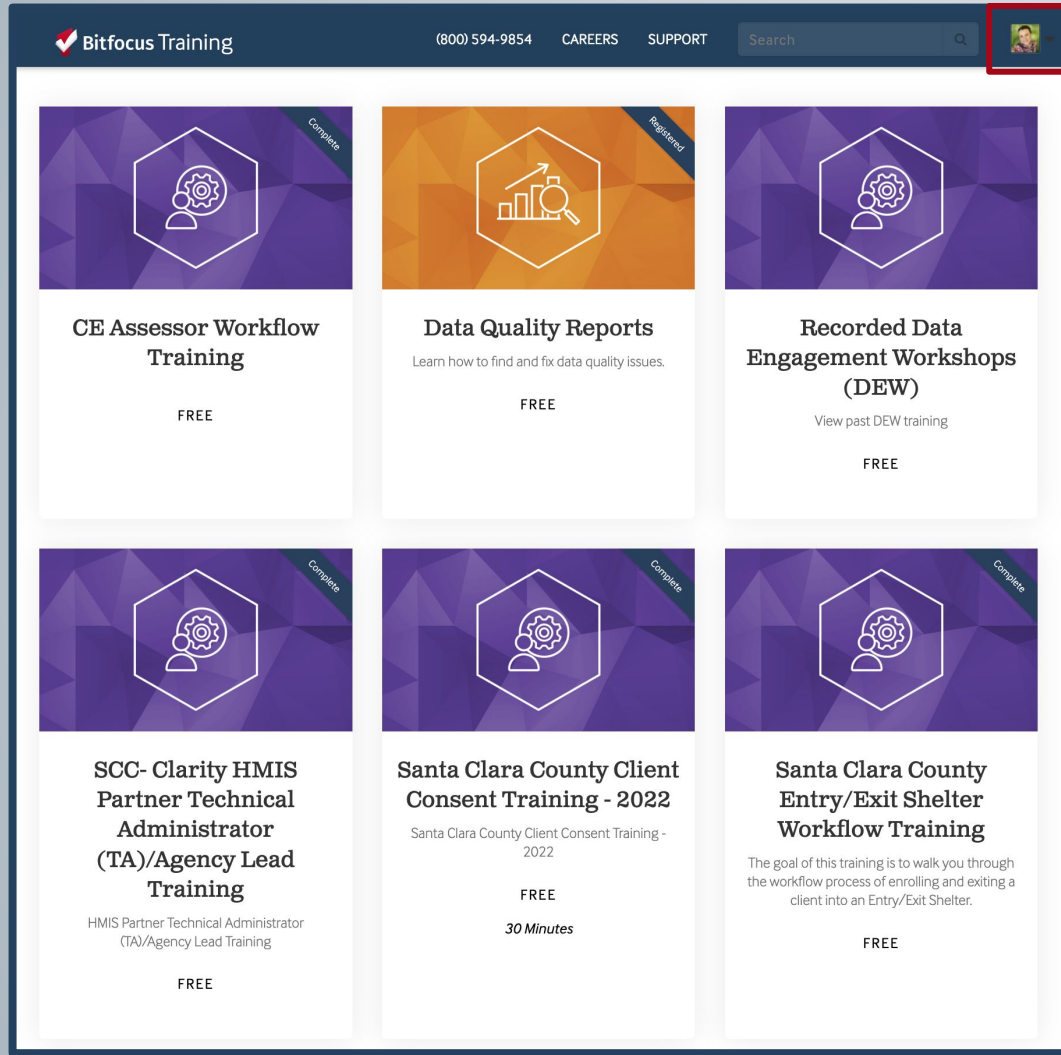 Bitfocus Training
(800) 594-9854 CAREERS SUPPORT Search
Complete
CE Assessor Workflow
Training
FREE
Registered
Data Quality Reports
Learn how to find and fix data quality issues.
FREE
Recorded Data
Engagement Workshops
(DEW)
View past DEW training
FREE
Complete
SCC- Clarity HMIS
Partner Technical
Administrator
(TA)/Agency Lead
Training
HMIS Partner Technical Administrator
(TA)/Agency Lead Training
FREE
Complete
Santa Clara County Client
Consent Training - 2022
Santa Clara County Client Consent Training -
2022
FREE
30 Minutes
Complete
Santa Clara County
Entry/Exit Shelter
Workflow Training
The goal of this training is to walk you through
the workflow process of enrolling and exiting a
client into an Entry/Exit Shelter.
FREE